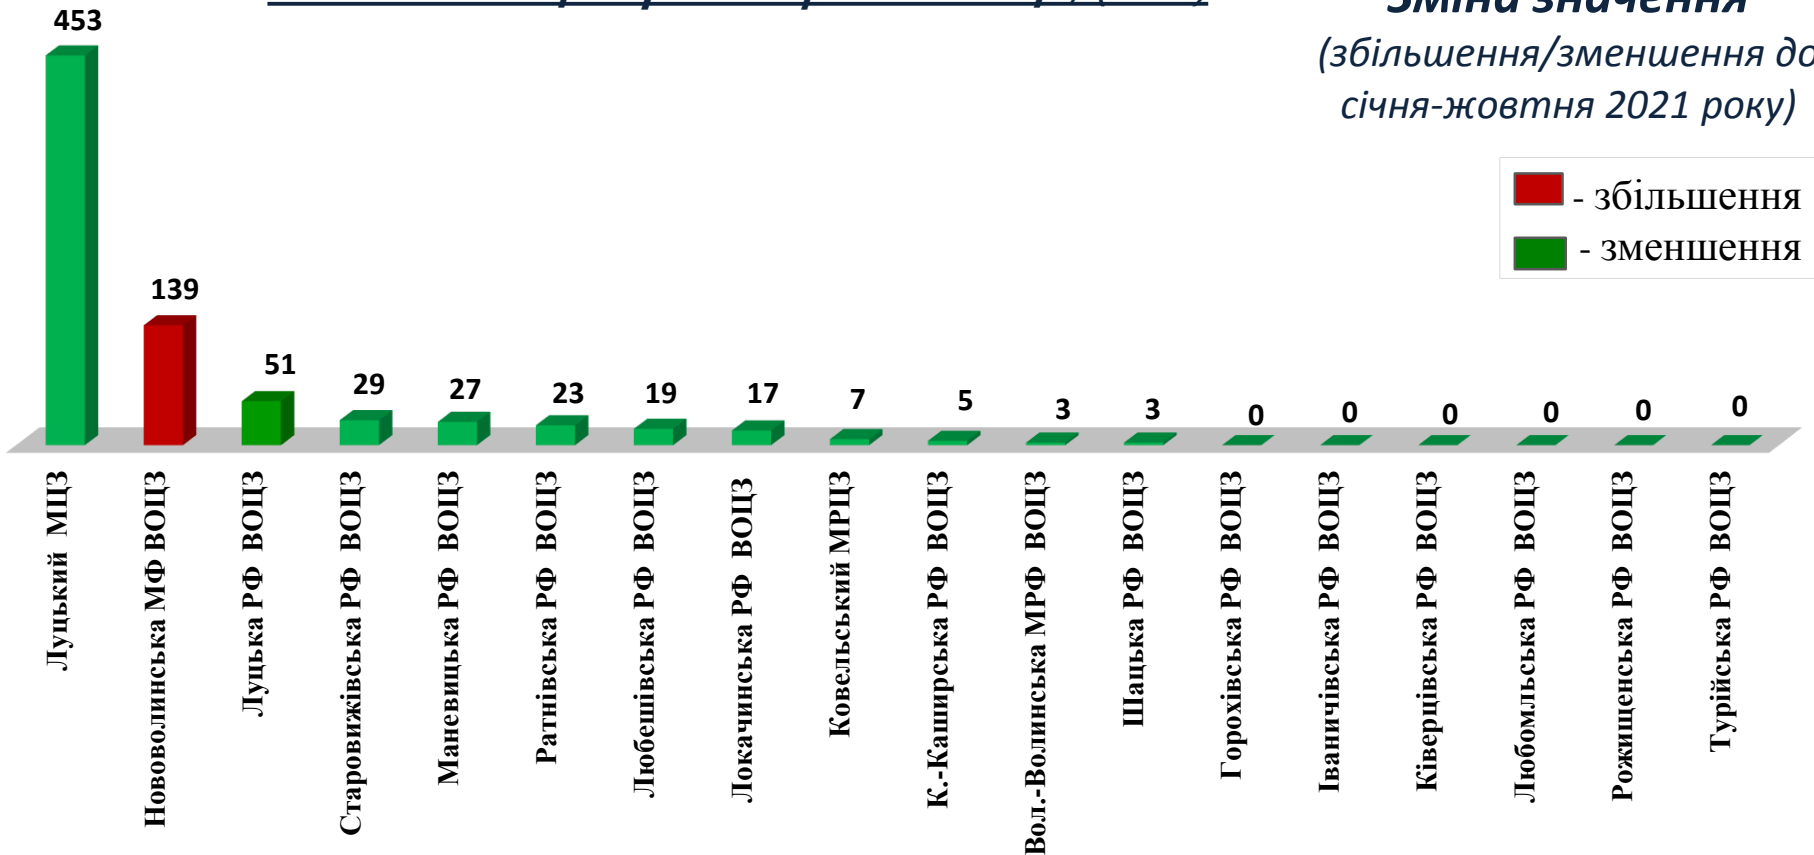 Зміна значення
(збільшення/зменшення до
січня-жовтня 2021 року)
- збільшення
- зменшення
453
139
51
29
27
23
19
17
7
5
3
3
0
0
0
0
0
0
Луцький МЦЗ
Нововолинська МФ ВОЦЗ
Луцька РФ ВОЦЗ
Старовижівська РФ ВОЦЗ
Маневицька РФ ВОЦЗ
Ратнівська РФ ВОЦЗ
Любешівська РФ ВОЦЗ
Локачинська РФ ВОЦЗ
Ковельський МРЦЗ
К.-Каширська РФ ВОЦЗ
Вол.-Волинська МРФ ВОЦЗ
Шацька РФ ВОЦЗ
Горохівська РФ ВОЦЗ
Іваничівська РФ ВОЦЗ
Ківерцівська РФ ВОЦЗ
Любомльська РФ ВОЦЗ
Рожищенська РФ ВОЦЗ
Турійська РФ ВОЦЗ